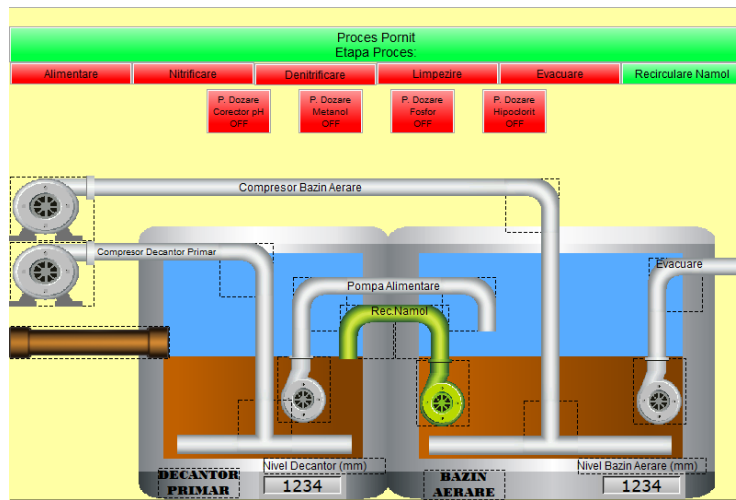 Proces Pornit
Etapa Proces:
Alimentare Nitrificare Denitrificare Limpezire Evacuare Recirculare Namol
P. Dozare
Corector pH
OFF
P. Dozare
Metanol
OFF
P. Dozare
Fosfor
OFF
P. Dozare
Hipoclorit
OFF
Compresor Bazin Aerare
Compresor Decantor Primar
Evacuare
Pompa Alimentare
Rec.Namol
Nivel Decantor (mm)
Nivel Bazin Aerare (mm)
DECANTOR
PRIMAR
1234
BAZIN
AERARE
1234